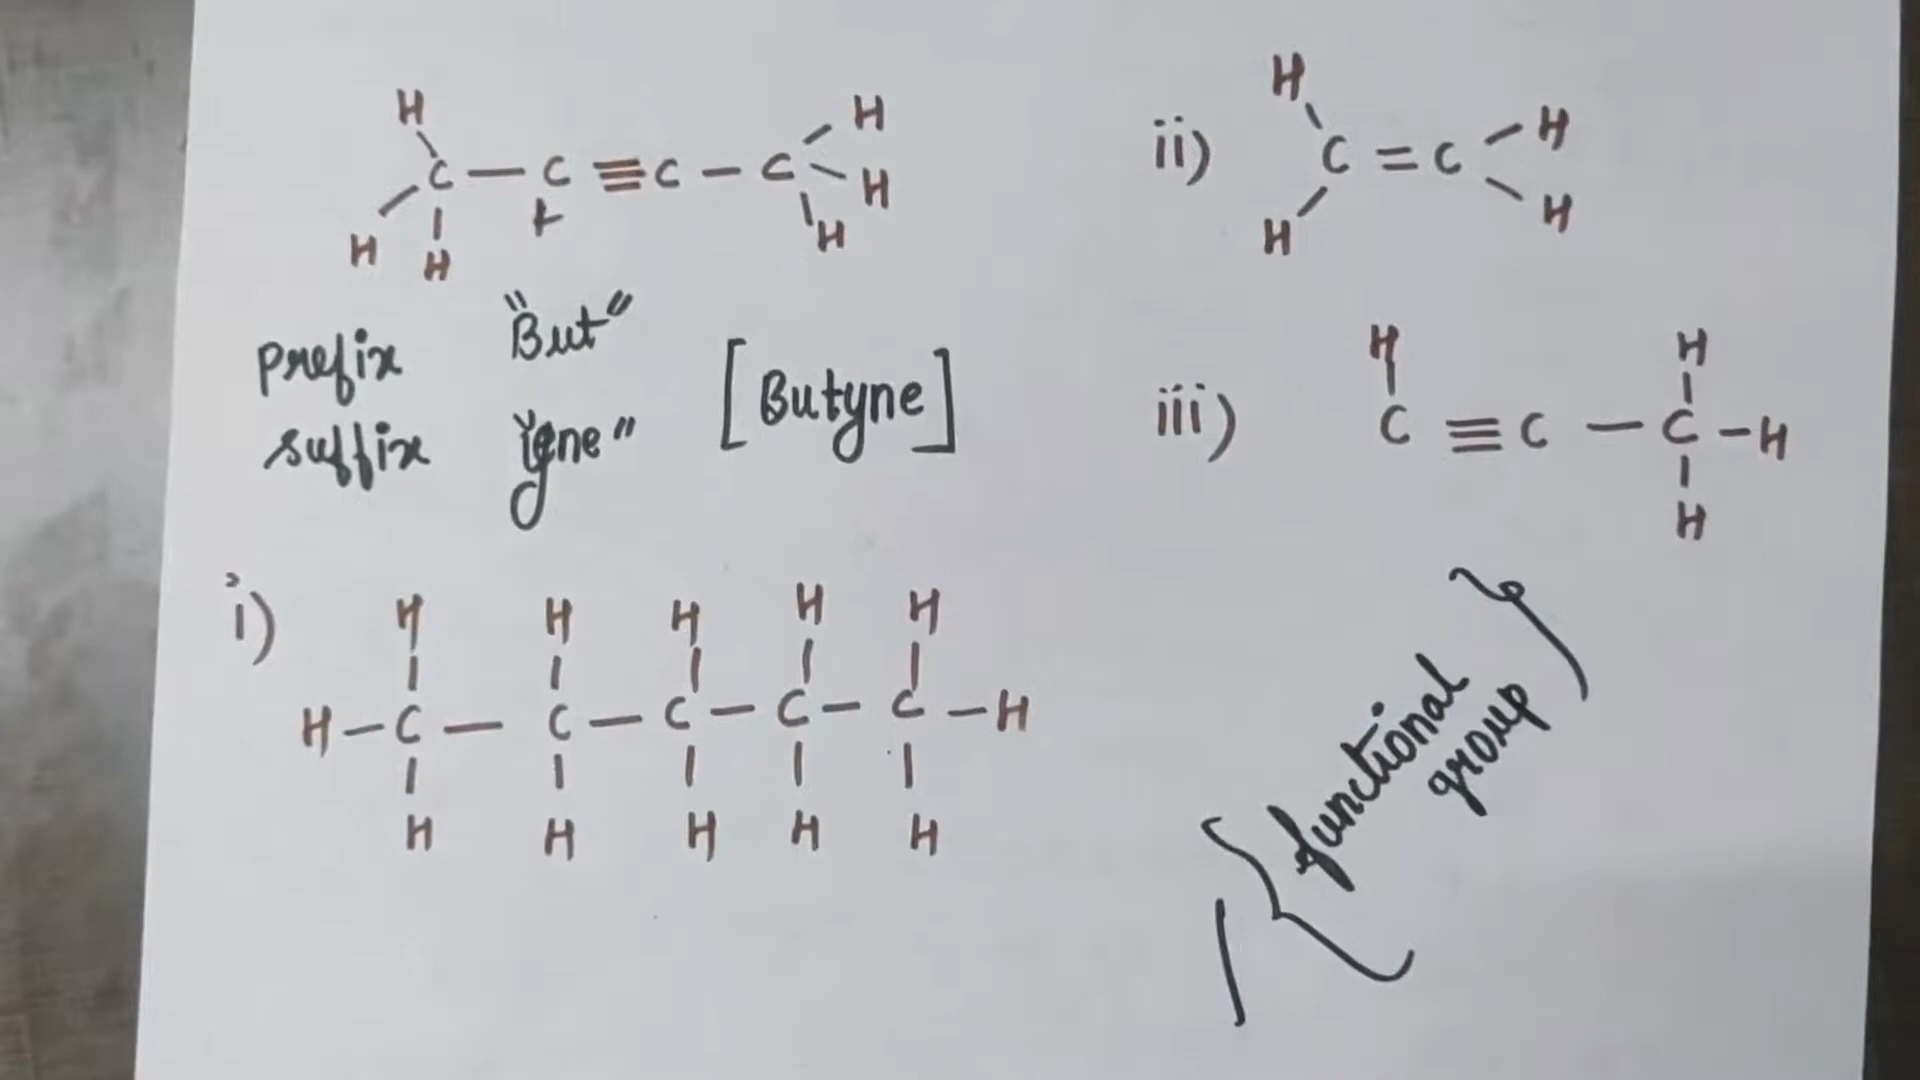 H H
C — C ≡ C — C H
H H H
prefix "But"
suffix "yne" [Butyne]
i) H H H H H
H — C — C — C — C — C — H
H H H H H
ii) H H
C = C
H H
iii) H H
C ≡ C — C — H
H
functional
group